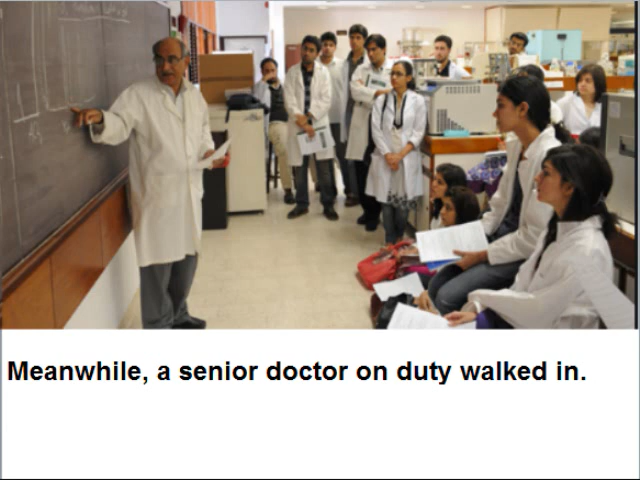 Meanwhile, a senior doctor on duty walked in.